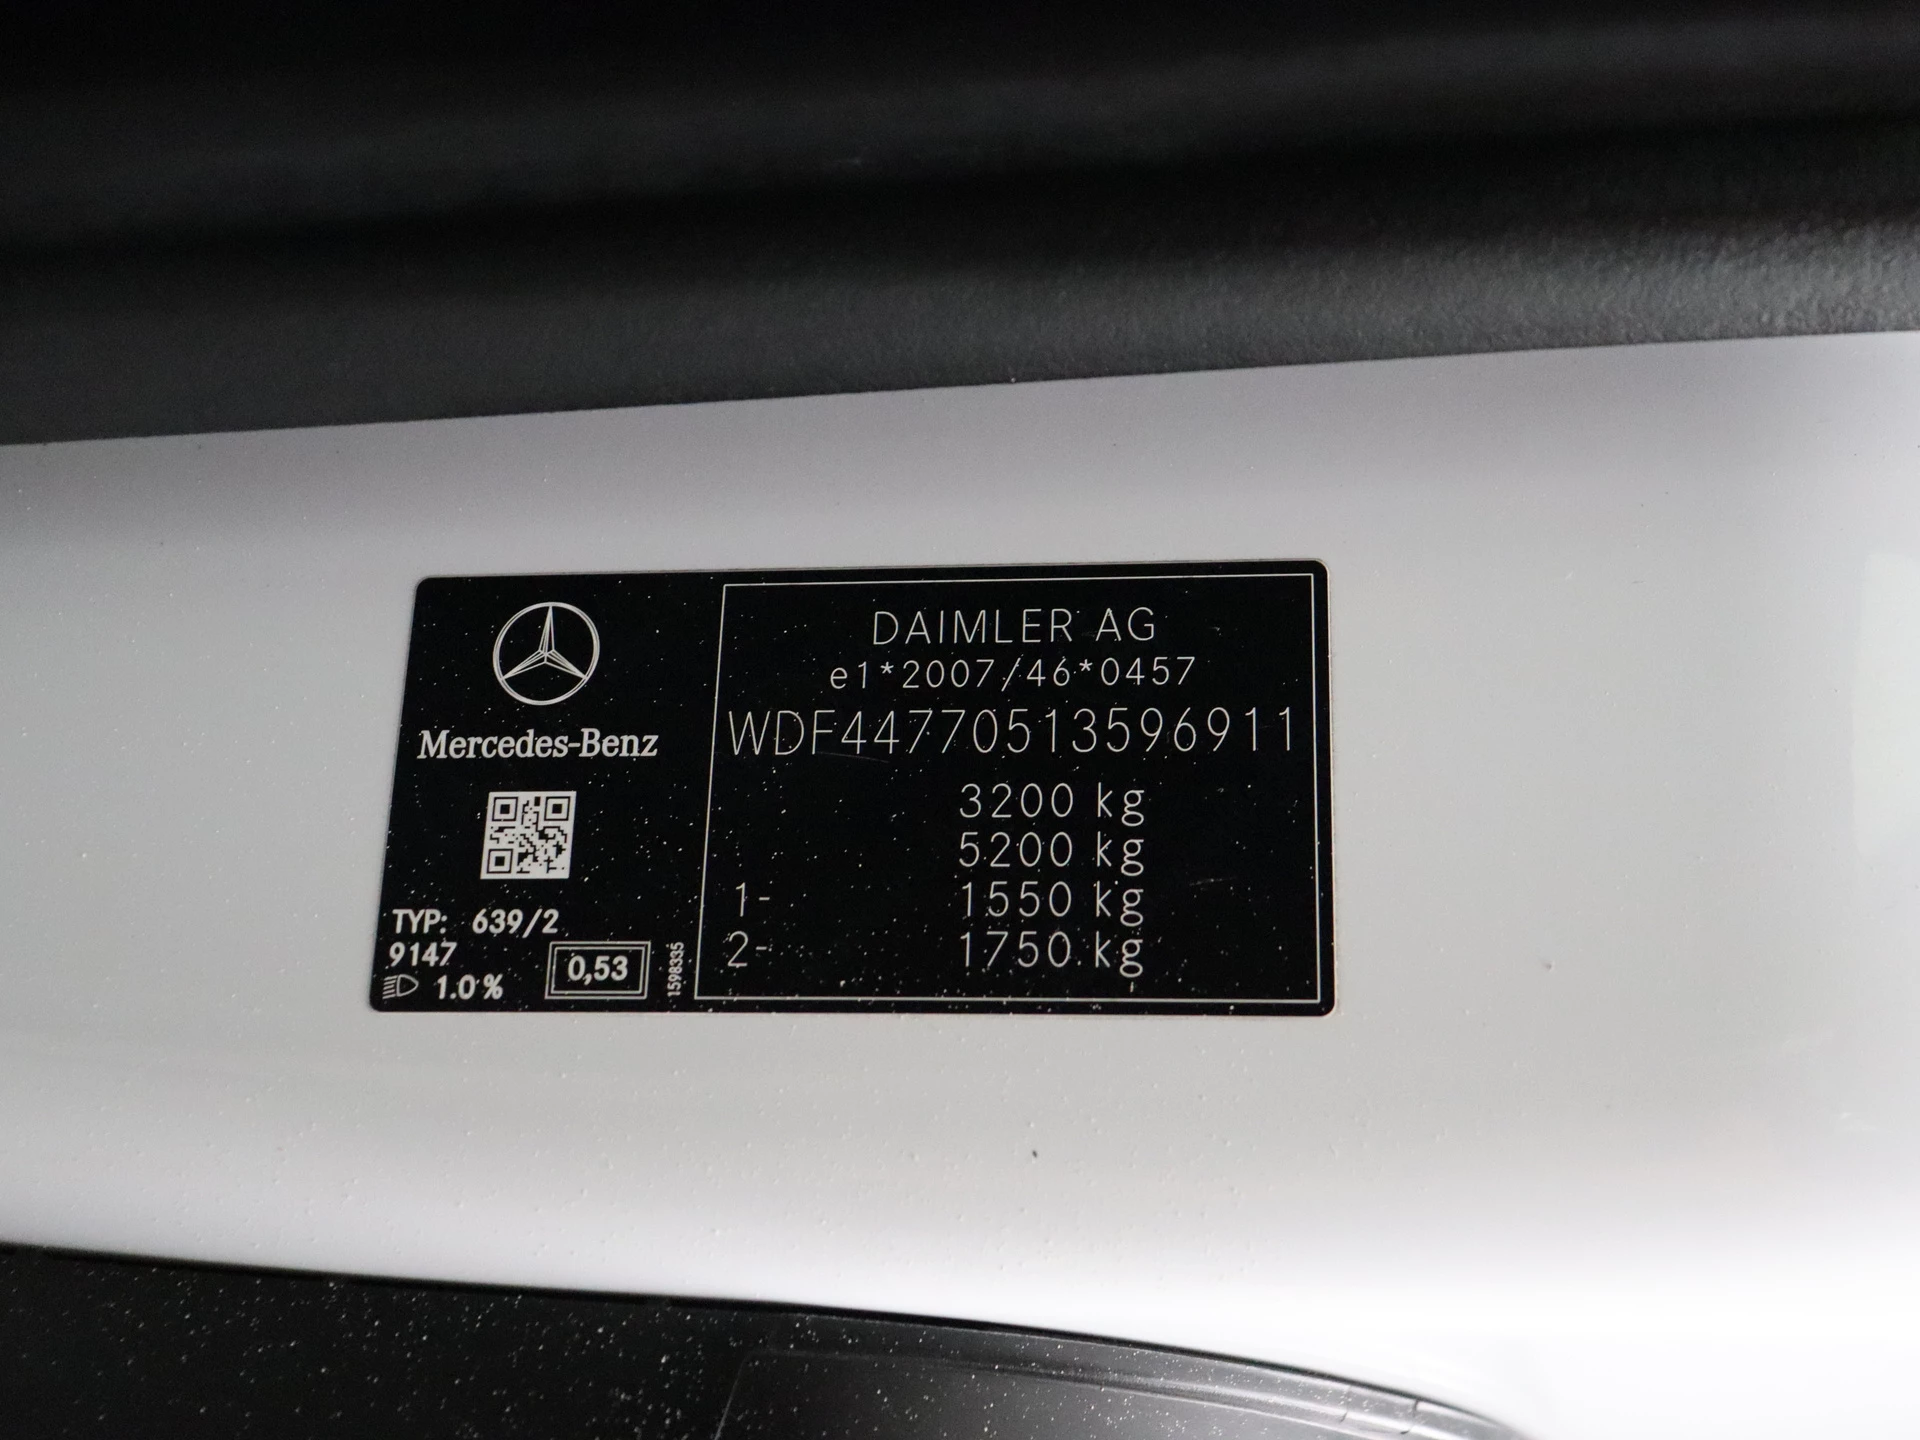 Mercedes-Benz
TYP: 639/2
9147
1.0%
0,53
1598335
DAIMLER AG
e1*2007/46*0457
WDF44770513596911
3200 kg
5200 kg
1- 1550 kg
2- 1750 kg